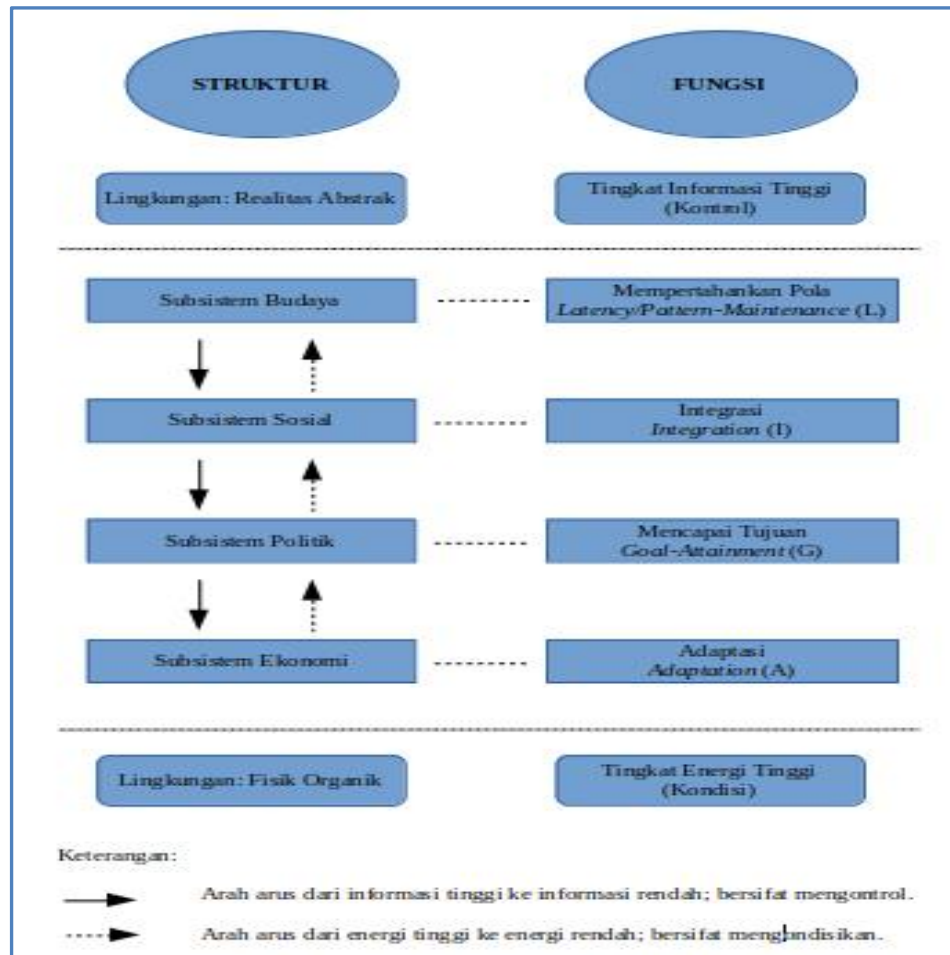 STRUKTUR
FUNGSI
Lingkungan: Realitas Abstrak
Tingkat Informasi Tinggi
(Kontrol)
Subsistem Budaya
Mempertahankan Pola
Latency/Pattern-Maintenance (L)
Subsistem Sosial
Integrasi
Integration (I)
Subsistem Politik
Mencapai Tujuan
Goal-Attainment (G)
Subsistem Ekonomi
Adaptasi
Adaptation (A)
Lingkungan: Fisik Organik
Tingkat Energi Tinggi
(Kondisi)
Keterangan:
Arah arus dari informasi tinggi ke informasi rendah; bersifat mengontrol.
Arah arus dari energi tinggi ke energi rendah; bersifat mengondisikan.